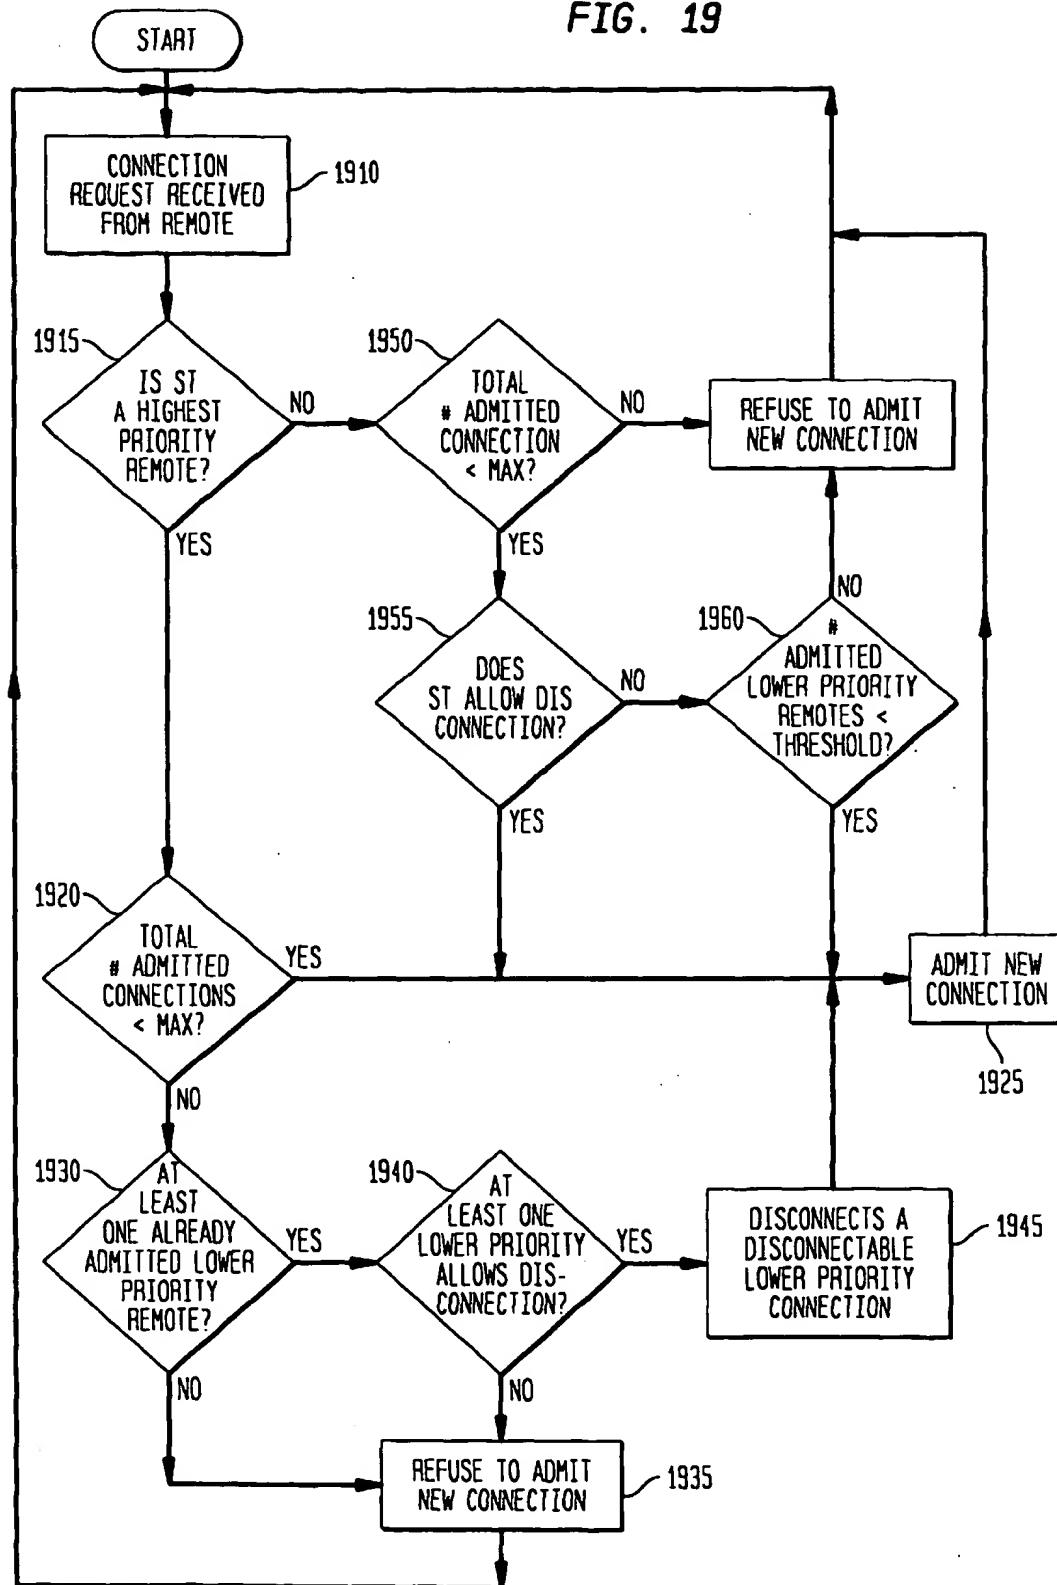 FIG. 19
START
CONNECTION
REQUEST RECEIVED
FROM REMOTE
1910
1915
IS ST
A HIGHEST
PRIORITY
REMOTE?
NO
YES
1950
TOTAL
# ADMITTED
CONNECTION
< MAX?
NO
YES
REFUSE TO ADMIT
NEW CONNECTION
1955
DOES
ST ALLOW DIS
CONNECTION?
NO
YES
1960
NO
#
ADMITTED
LOWER PRIORITY
REMOTES <
THRESHOLD?
YES
1920
TOTAL
# ADMITTED
CONNECTIONS
< MAX?
YES
NO
ADMIT NEW
CONNECTION
1925
1930
AT
LEAST
ONE ALREADY
ADMITTED LOWER
PRIORITY
REMOTE?
YES
NO
1940
AT
LEAST ONE
LOWER PRIORITY
ALLOWS DIS-
CONNECTION?
YES
NO
DISCONNECTS A
DISCONNECTABLE
LOWER PRIORITY
CONNECTION
1945
REFUSE TO ADMIT
NEW CONNECTION
1935